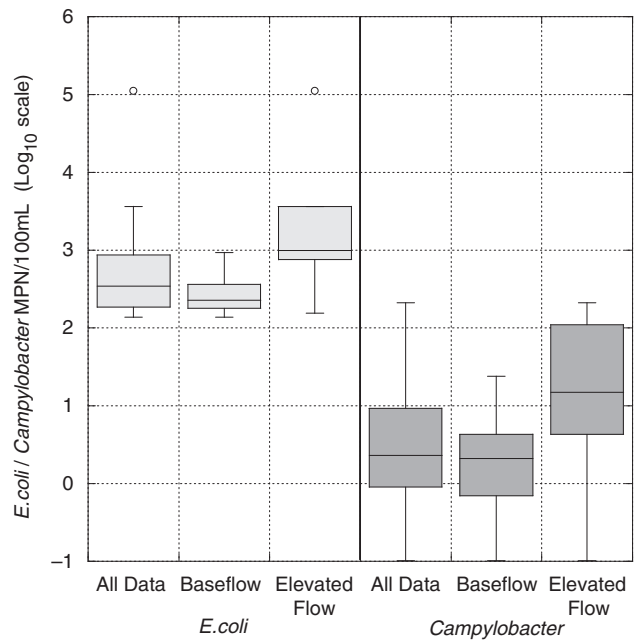 E.coli / Campylobacter MPN/100mL (Log10 scale)
6
5
4
3
2
1
0
–1
All Data Baseflow Elevated Flow All Data Baseflow Elevated Flow
E.coli Campylobacter